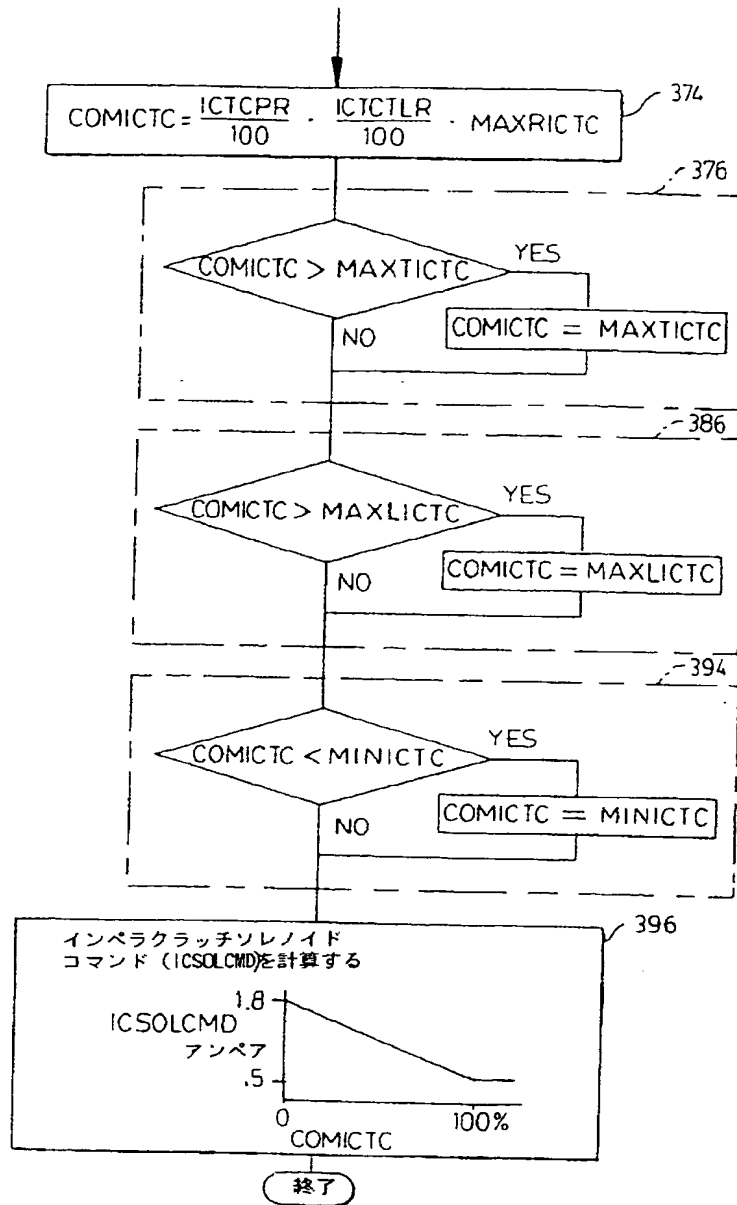 COMICTC = ICTCPR/100 · ICTCTLR/100 · MAXRICTC
374
376
COMICTC > MAXTICTC
YES
COMICTC = MAXTICTC
NO
386
COMICTC > MAXLICTC
YES
COMICTC = MAXLICTC
NO
394
COMICTC < MINICTC
YES
COMICTC = MINICTC
NO
396
インペラクラッチソレノイド
コマンド (ICSOLCMD)を計算する
1.8
ICSOLCMD
アンペア
.5
0
100%
COMICTC
終了